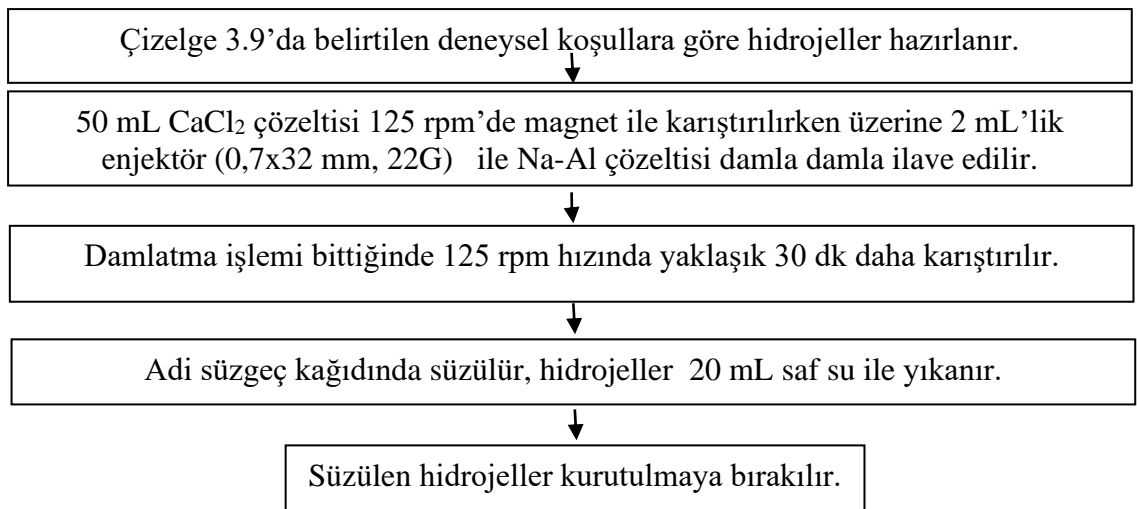 Çizelge 3.9’da belirtilen deneysel koşullara göre hidrojeller hazırlanır.
50 mL CaCl₂ çözeltisi 125 rpm’de magnet ile karıştırılırken üzerine 2 mL’lik
enjektör (0,7x32 mm, 22G) ile Na-Al çözeltisi damla damla ilave edilir.
Damlatma işlemi bittiğinde 125 rpm hızında yaklaşık 30 dk daha karıştırılır.
Adi süzgeç kağıdında süzülür, hidrojeller 20 mL saf su ile yıkanır.
Süzülen hidrojeller kurutulmaya bırakılır.